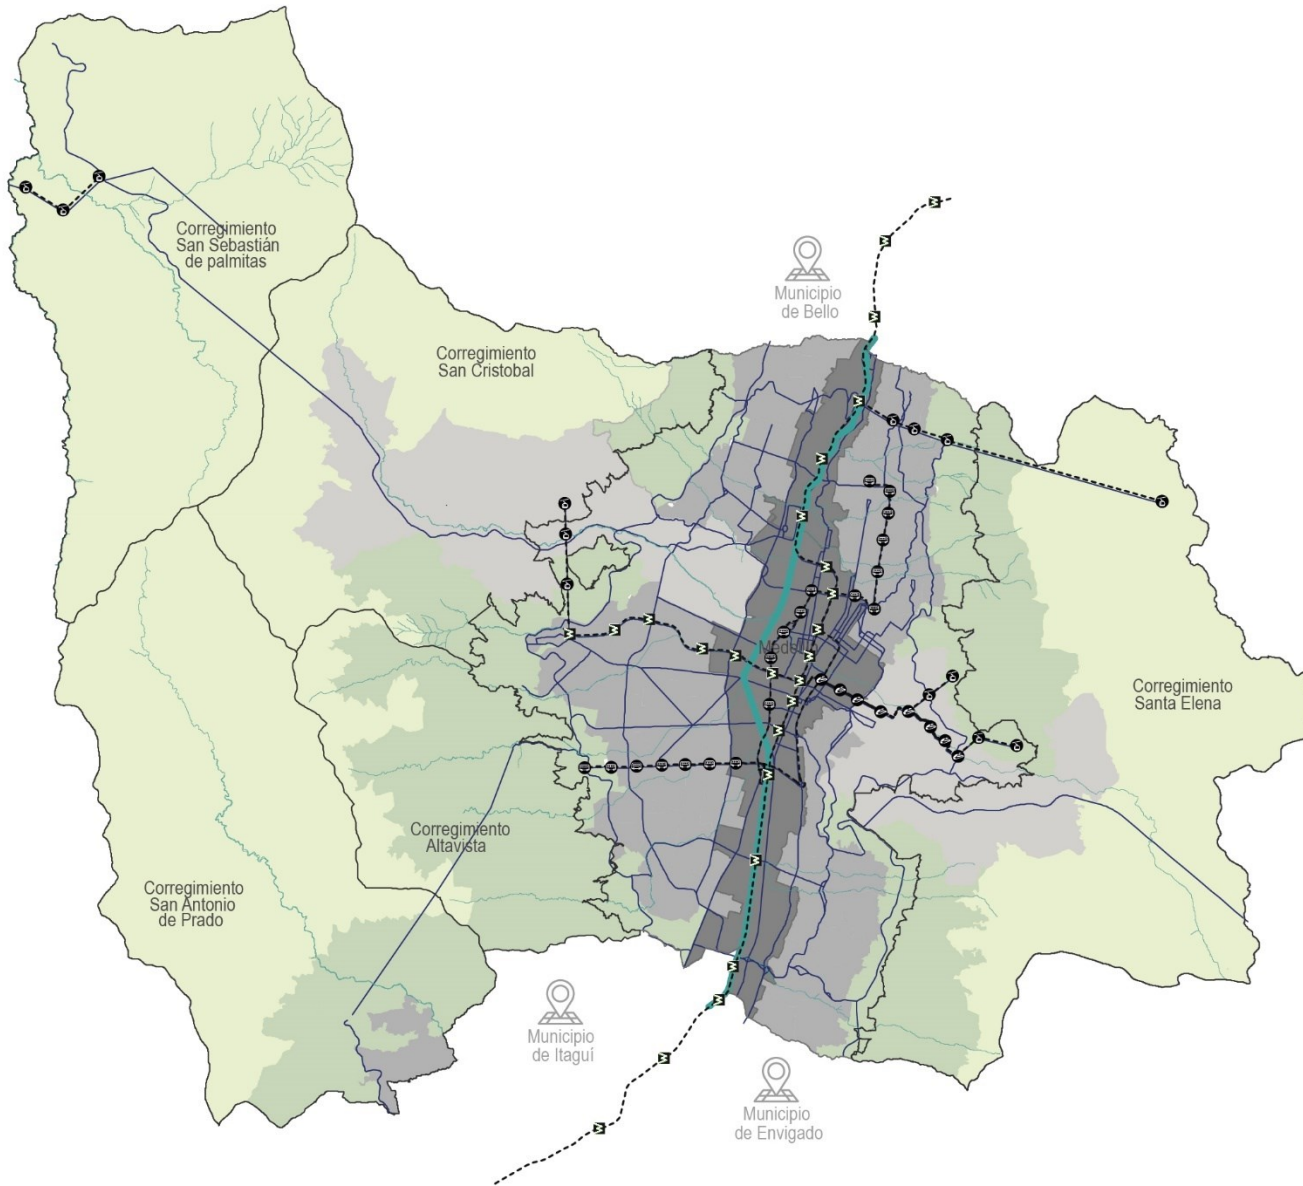 Corregimiento
San Sebastián
de palmitas
Municipio
de Bello
Corregimiento
San Cristobal
Medellín
Corregimiento
Santa Elena
Corregimiento
Altavista
Corregimiento
San Antonio
de Prado
Municipio
de Itaguí
Municipio
de Envigado